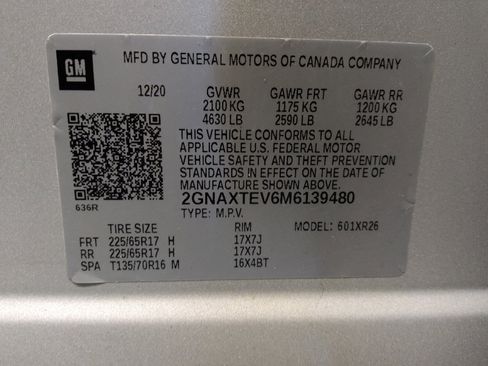 GM
MFD BY GENERAL MOTORS OF CANADA COMPANY
12/20 GVWR GAWR FRT GAWR RR
2100 KG 1175 KG 1200 KG
4630 LB 2590 LB 2645 LB
THIS VEHICLE CONFORMS TO ALL
APPLICABLE U.S. FEDERAL MOTOR
VEHICLE SAFETY AND THEFT PREVENTION
STANDARDS IN EFFECT ON THE DATE OF
MANUFACTURE SHOWN ABOVE.
2GNAXTEV6M6139480
636R TYPE: M.P.V.
TIRE SIZE RIM MODEL: 601XR26
FRT 225/65R17 H 17X7J
RR 225/65R17 H 17X7J
SPA T135/70R16 M 16X4BT